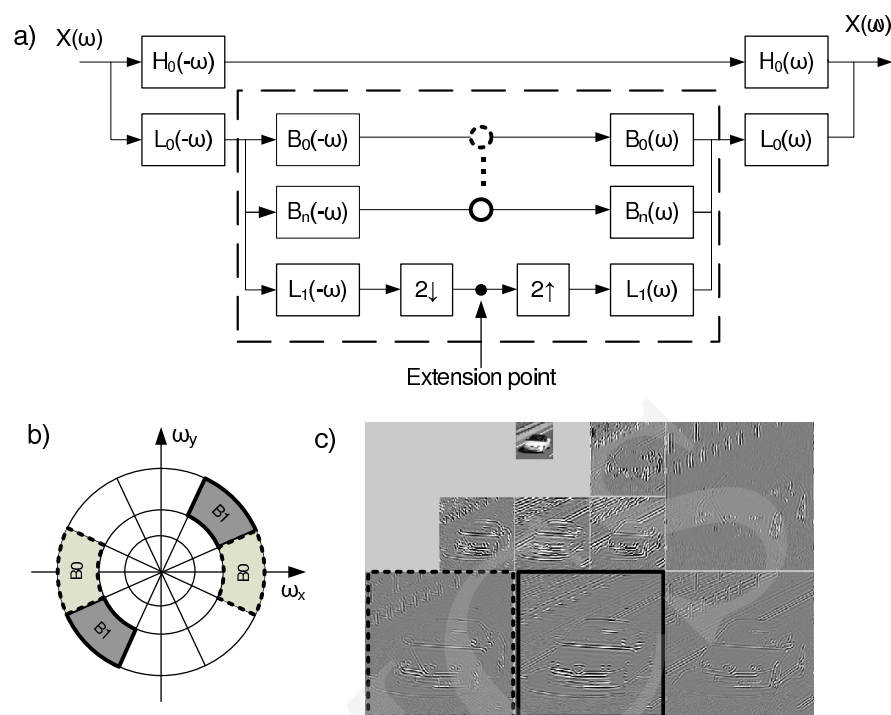 a)
X(ω)
X(ω)
H₀(-ω)
H₀(ω)
L₀(-ω)
B₀(-ω)
B₀(ω)
L₀(ω)
Bₙ(-ω)
Bₙ(ω)
L₁(-ω)
2↓
2↑
L₁(ω)
Extension point
b)
ωy
c)
B1
B0
B0
ωx
B1